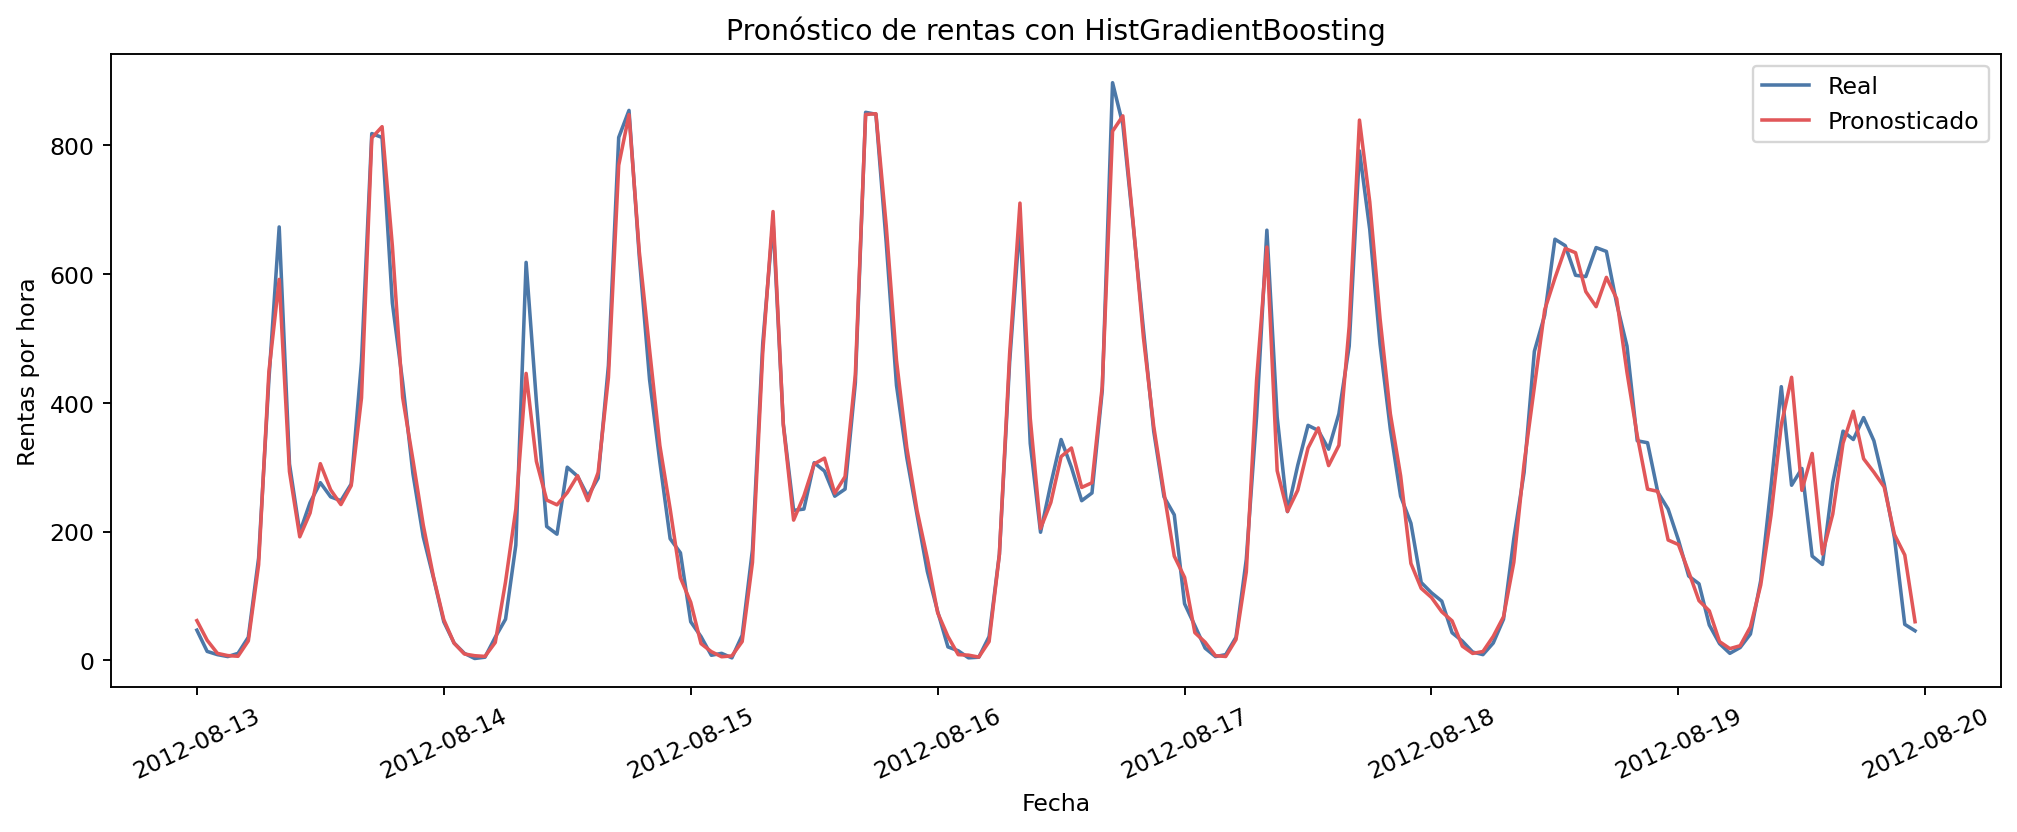 Pronóstico de rentas con HistGradientBoosting
Real
Pronosticado
Rentas por hora
800
600
400
200
0
2012-08-13
2012-08-14
2012-08-15
2012-08-16
2012-08-17
2012-08-18
2012-08-19
2012-08-20
Fecha